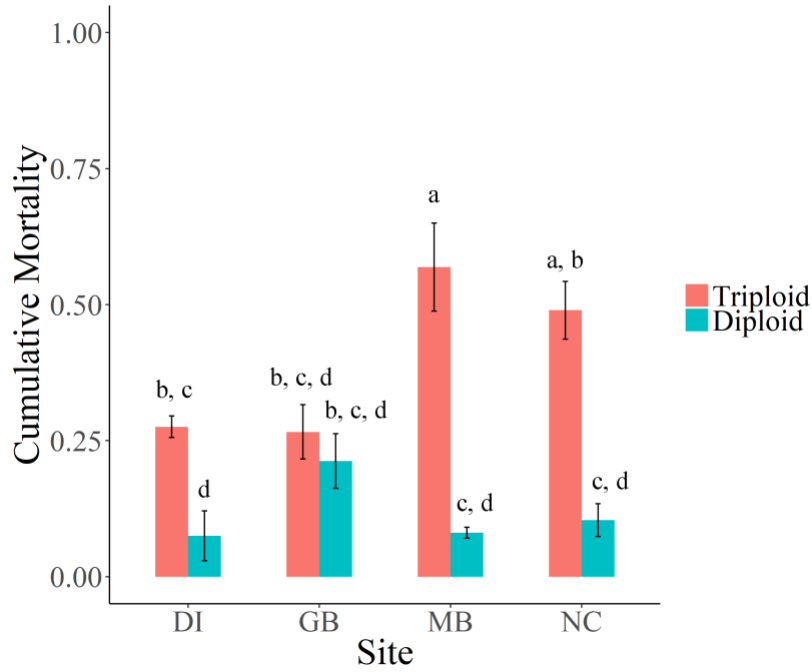 Cumulative Mortality
1.00
0.75
0.50
0.25
0.00
a
a, b
b, c, d
b, c
b, c, d
d
c, d
c, d
Triploid
Diploid
DI GB MB NC
Site